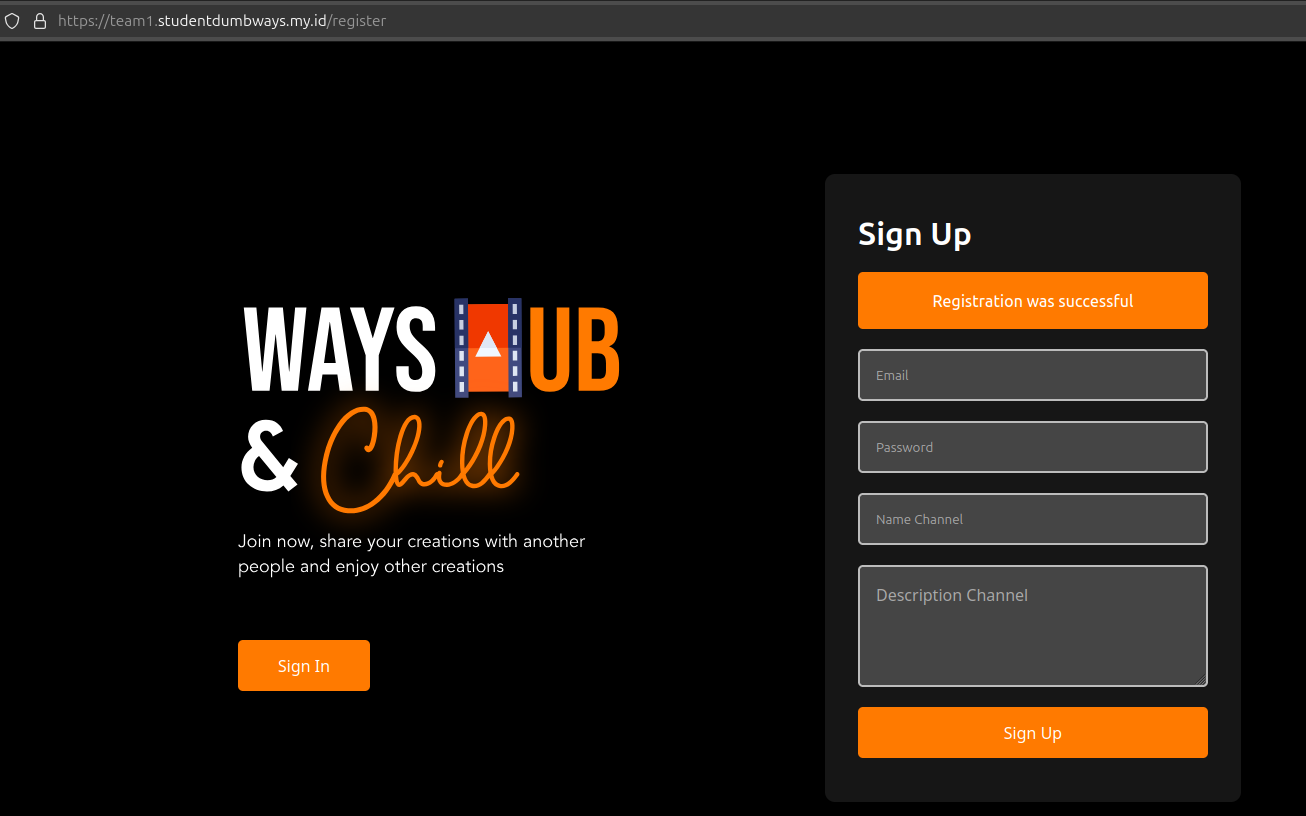 https://team1.studentdumbways.my.id/register
WAYS HUB
& Chill
Join now, share your creations with another
people and enjoy other creations
Sign In
Sign Up
Registration was successful
Email
Password
Name Channel
Description Channel
Sign Up